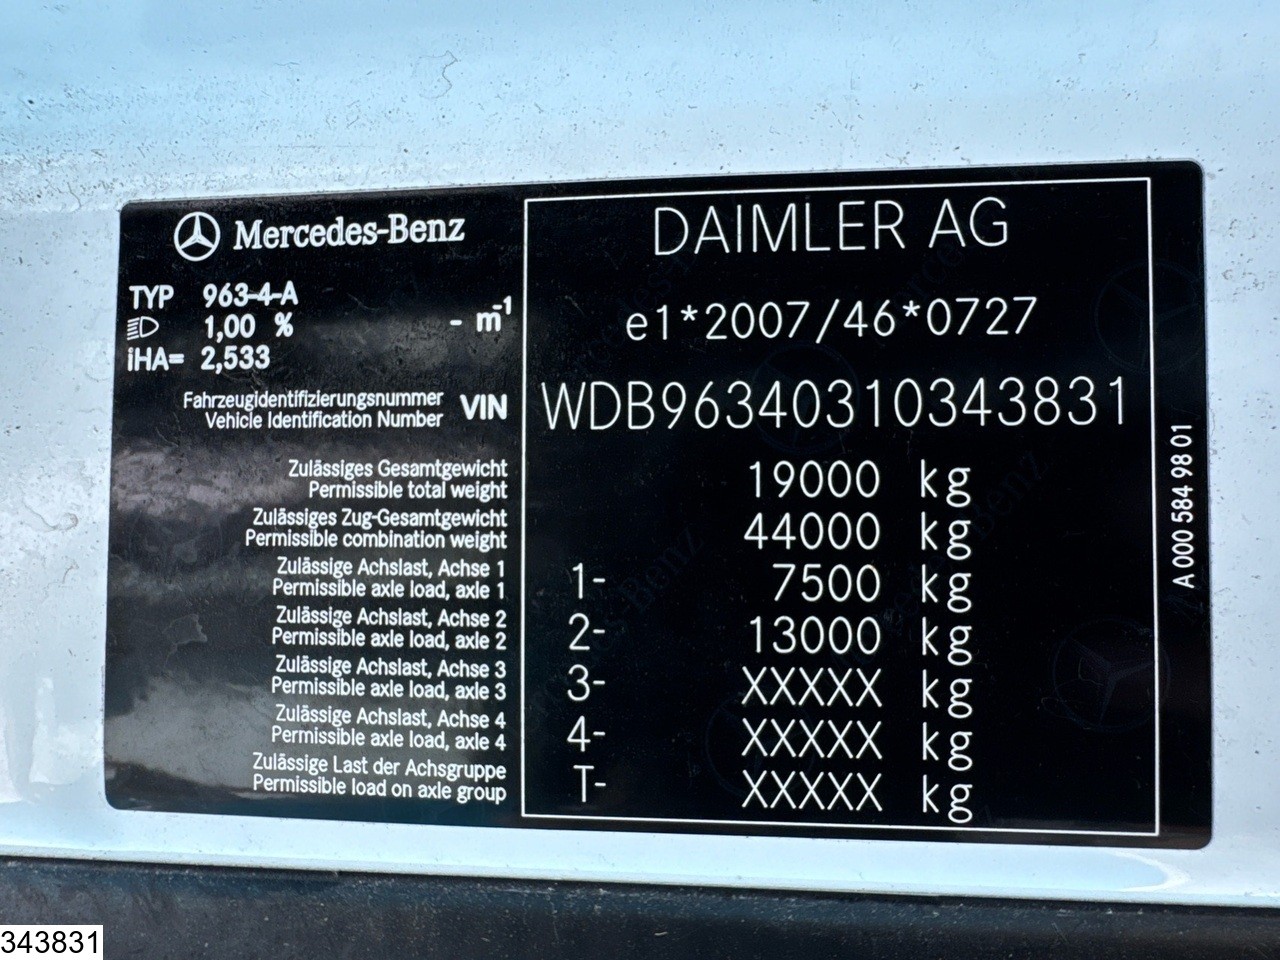 Mercedes-Benz
TYP 963-4-A
1,00 % - m-1
iHA= 2,533
DAIMLER AG
e1*2007/46*0727
Fahrzeugidentifizierungsnummer
Vehicle Identification Number
VIN WDB96340310343831
Zulässiges Gesamtgewicht
Permissible total weight
19000 kg
Zulässiges Zug-Gesamtgewicht
Permissible combination weight
44000 kg
Zulässige Achslast, Achse 1
Permissible axle load, axle 1
1- 7500 kg
Zulässige Achslast, Achse 2
Permissible axle load, axle 2
2- 13000 kg
Zulässige Achslast, Achse 3
Permissible axle load, axle 3
3- XXXXX kg
Zulässige Achslast, Achse 4
Permissible axle load, axle 4
4- XXXXX kg
Zulässige Last der Achsgruppe
Permissible load on axle group
T- XXXXX kg
A 000 584 98 01
343831